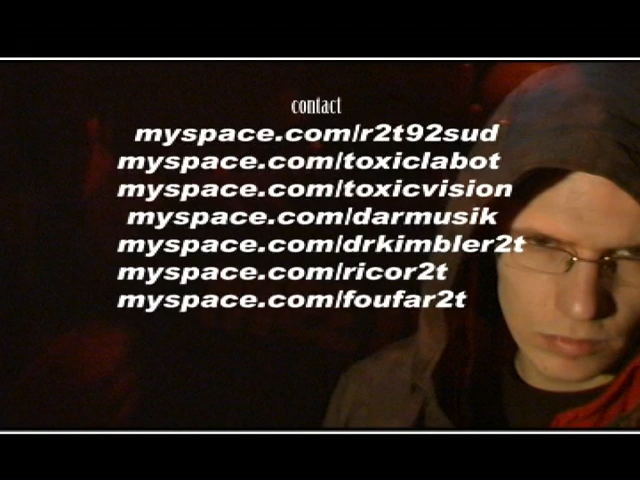 contact
myspace.com/r2t92sud
myspace.com/toxiclabot
myspace.com/toxicvision
myspace.com/darmusik
myspace.com/drkimbler2t
myspace.com/ricor2t
myspace.com/foufar2t